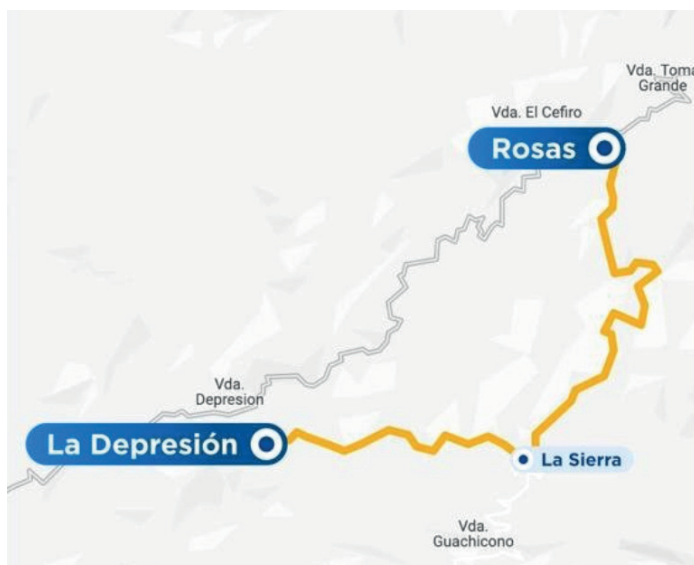 Vda. Toma
Grande
Vda. El Cefiro
Rosas
Vda.
Depresion
La Depresión
La Sierra
Vda.
Guachicono